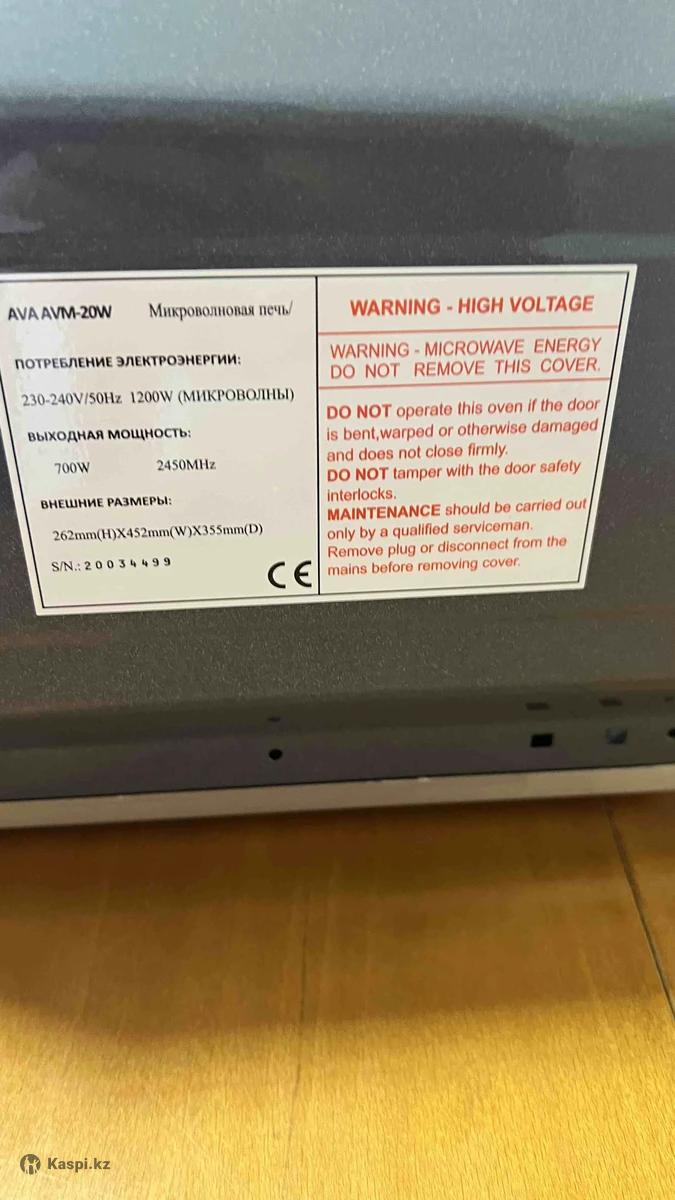 AVA AVM-20W Микроволновая печь/
ПОТРЕБЛЕНИЕ ЭЛЕКТРОЭНЕРГИИ:
230-240V/50Hz 1200W (МИКРОВОЛНЫ)
ВЫХОДНАЯ МОЩНОСТЬ:
700W 2450MHz
ВНЕШНИЕ РАЗМЕРЫ:
262mm(H)X452mm(W)X355mm(D)
S/N.: 20034499
CE
WARNING - HIGH VOLTAGE
WARNING - MICROWAVE ENERGY
DO NOT REMOVE THIS COVER.
DO NOT operate this oven if the door
is bent,warped or otherwise damaged
and does not close firmly.
DO NOT tamper with the door safety
interlocks.
MAINTENANCE should be carried out
only by a qualified serviceman.
Remove plug or disconnect from the
mains before removing cover.
Kaspi.kz